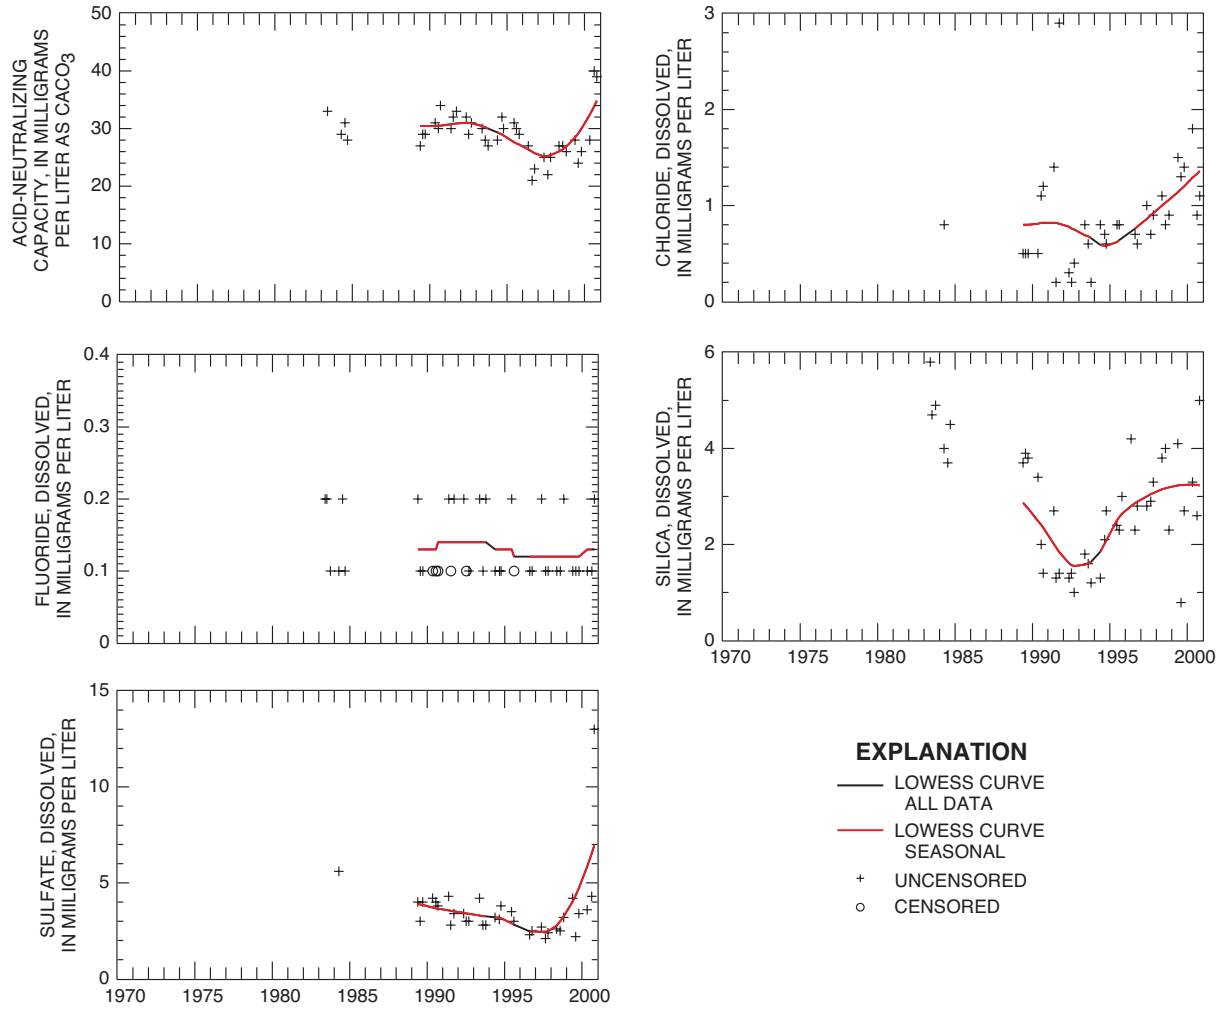 ACID-NEUTRALIZING
CAPACITY, IN MILLIGRAMS
PER LITER AS CACO3
50
40
30
20
10
0
CHLORIDE, DISSOLVED,
IN MILLIGRAMS PER LITER
3
2
1
0
FLUORIDE, DISSOLVED,
IN MILLIGRAMS PER LITER
0.4
0.3
0.2
0.1
0
SILICA, DISSOLVED,
IN MILLIGRAMS PER LITER
6
4
2
0
1970 1975 1980 1985 1990 1995 2000
SULFATE, DISSOLVED,
IN MIILIGRAMS PER LITER
15
10
5
0
1970 1975 1980 1985 1990 1995 2000
EXPLANATION
LOWESS CURVE
ALL DATA
LOWESS CURVE
SEASONAL
UNCENSORED
CENSORED